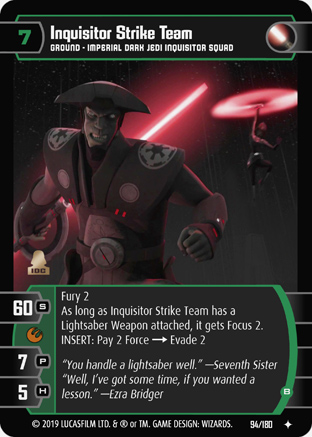 7
Inquisitor Strike Team
GROUND - IMPERIAL DARK JEDI INQUISITOR SQUAD
IDC
60 S
7 P
5 H
Fury 2
As long as Inquisitor Strike Team has a
Lightsaber Weapon attached, it gets Focus 2.
INSERT: Pay 2 Force → Evade 2
“You handle a lightsaber well.” —Seventh Sister
“Well, I’ve got some time, if you wanted a
lesson.” —Ezra Bridger
B
© 2019 LUCASFILM LTD. & ® or TM. GAME DESIGN: WIZARDS. 94/180